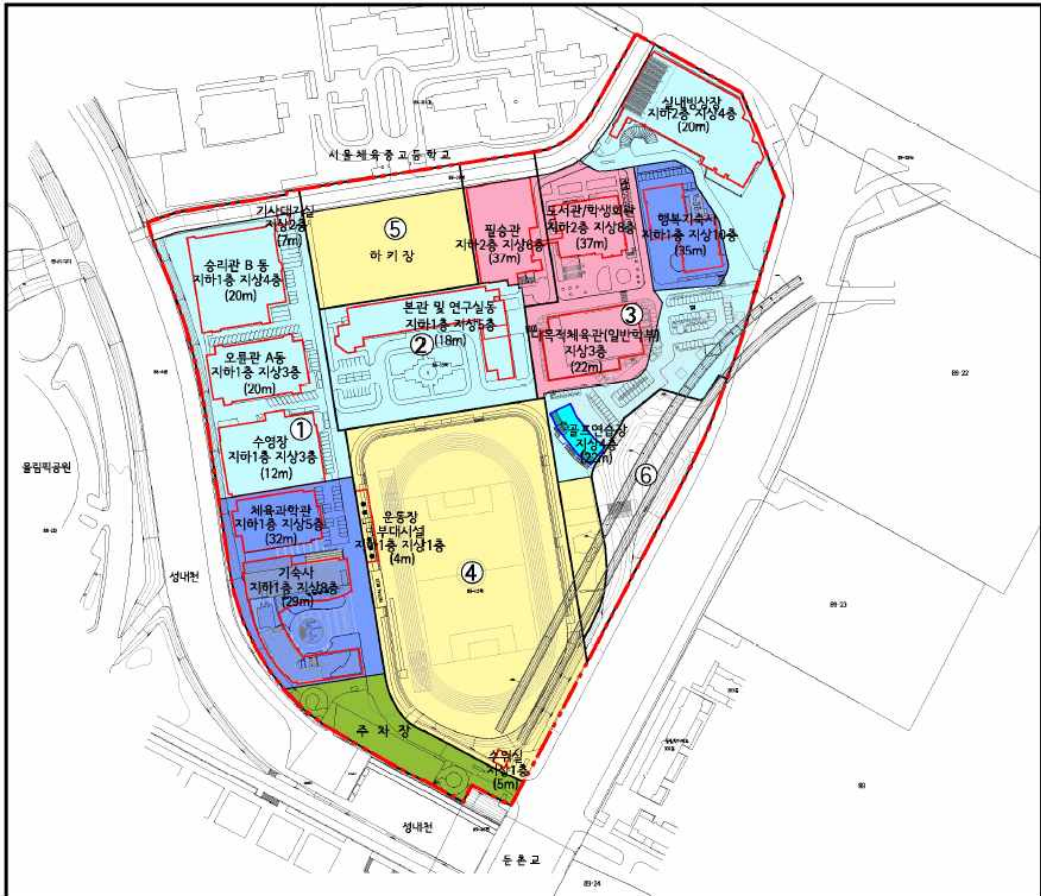 서울체육중고등학교
실내빙상장
지하2층 지상4층
(20m)
기사대기실
지상2층
(7m)
⑤
하 키 장
필승관
지하2층 지상6층
(37m)
도서관/학생회관
지하2층 지상8층
(37m)
행복기숙사
지하1층 지상10층
(35m)
승리관 B 동
지하1층 지상4층
(20m)
본관 및 연구실동
지하1층 지상5층
(18m)
②
③
다목적체육관(일반학부)
지상3층
(22m)
오륜관 A동
지하1층 지상3층
(20m)
①
수영장
지하1층 지상3층
(12m)
골프연습장
지상4층
(22m)
⑥
올림픽공원
체육과학관
지하1층 지상5층
(32m)
운동장
부대시설
지하1층 지상1층
(4m)
기숙사
지하1층 지상8층
(29m)
④
성내천
주 차 장
수위실
지상1층
(5m)
성내천
둔 촌 교
89-22
89-23
89-24